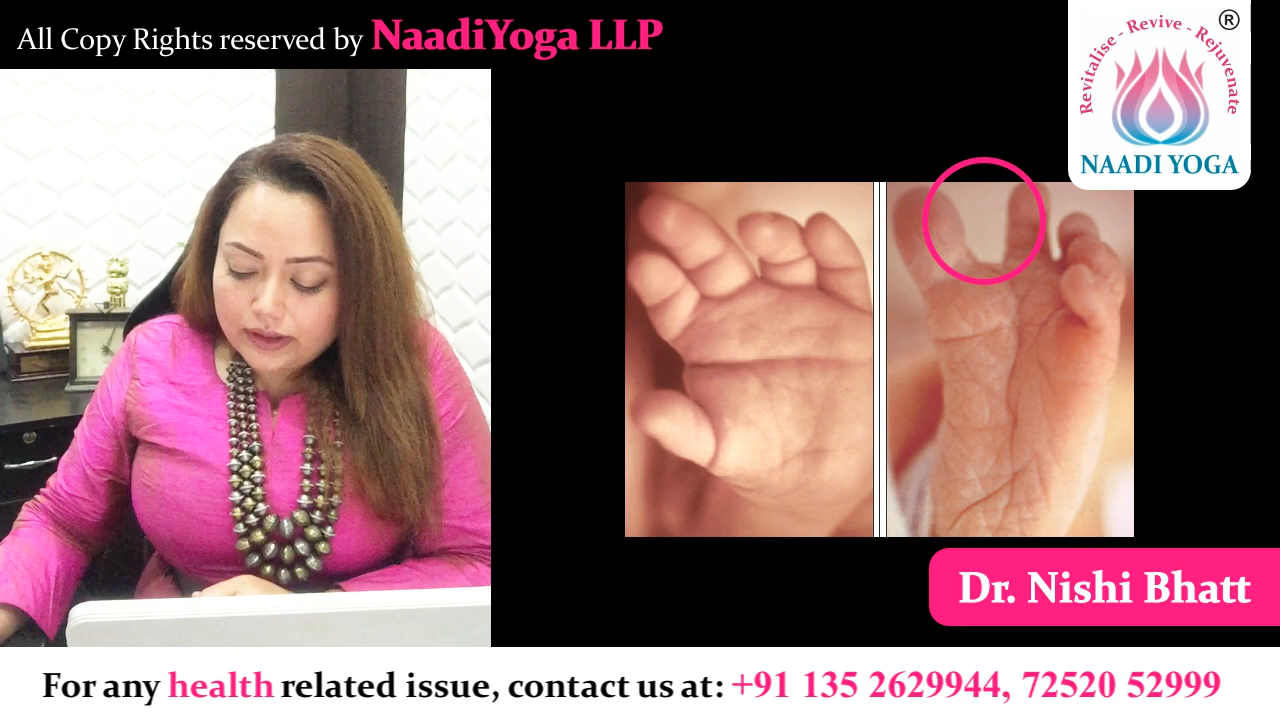 All Copy Rights reserved by NaadiYoga LLP
®
Revitalise - Revive - Rejuvenate
NAADI YOGA
Dr. Nishi Bhatt
For any health related issue, contact us at: +91 135 2629944, 72520 52999